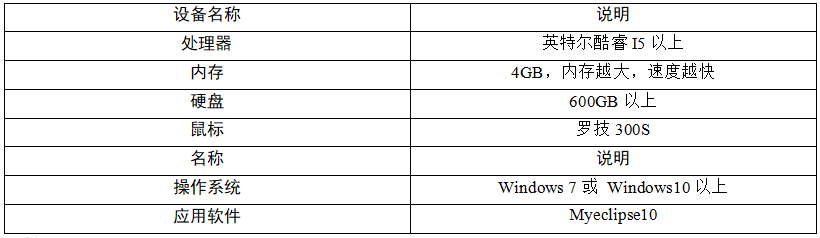 设备名称 说明
处理器 英特尔酷睿 I5 以上
内存 4GB，内存越大，速度越快
硬盘 600GB 以上
鼠标 罗技 300S
名称 说明
操作系统 Windows 7 或 Windows10 以上
应用软件 Myeclipse10